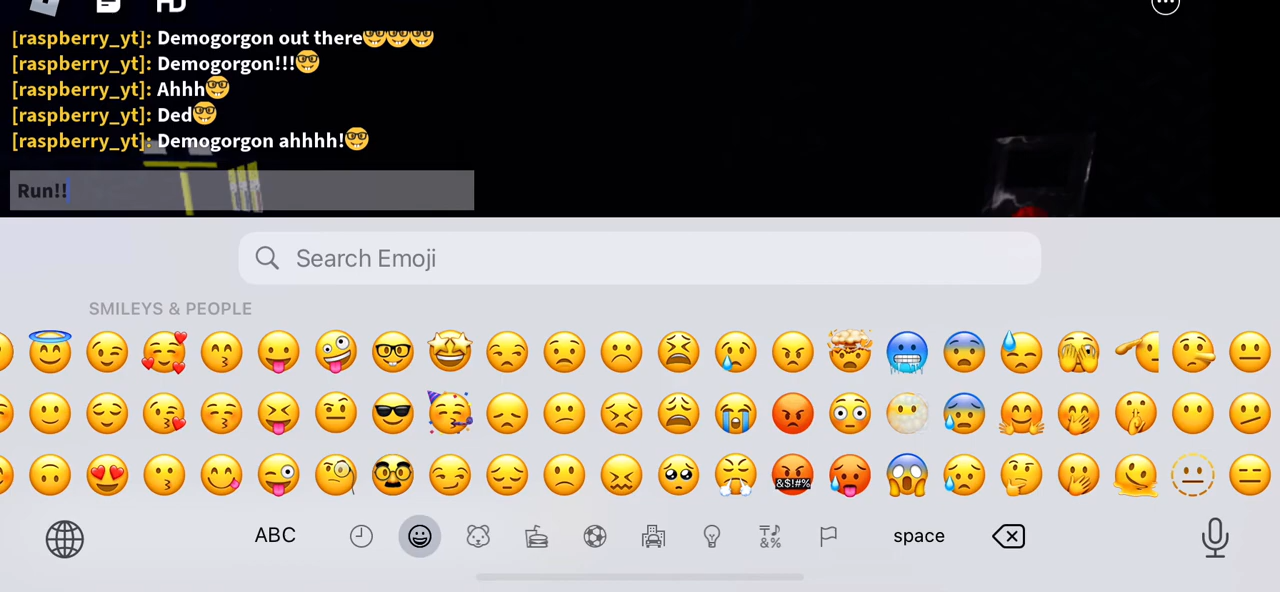 HD
[raspberry_yt]: Demogorgon out there🤓🤓🤓
[raspberry_yt]: Demogorgon!!!🤓
[raspberry_yt]: Ahhh🤓
[raspberry_yt]: Ded🤓
[raspberry_yt]: Demogorgon ahhhh!🤓
Run!!
Search Emoji
SMILEYS & PEOPLE
&$!#%
ABC
&%
space